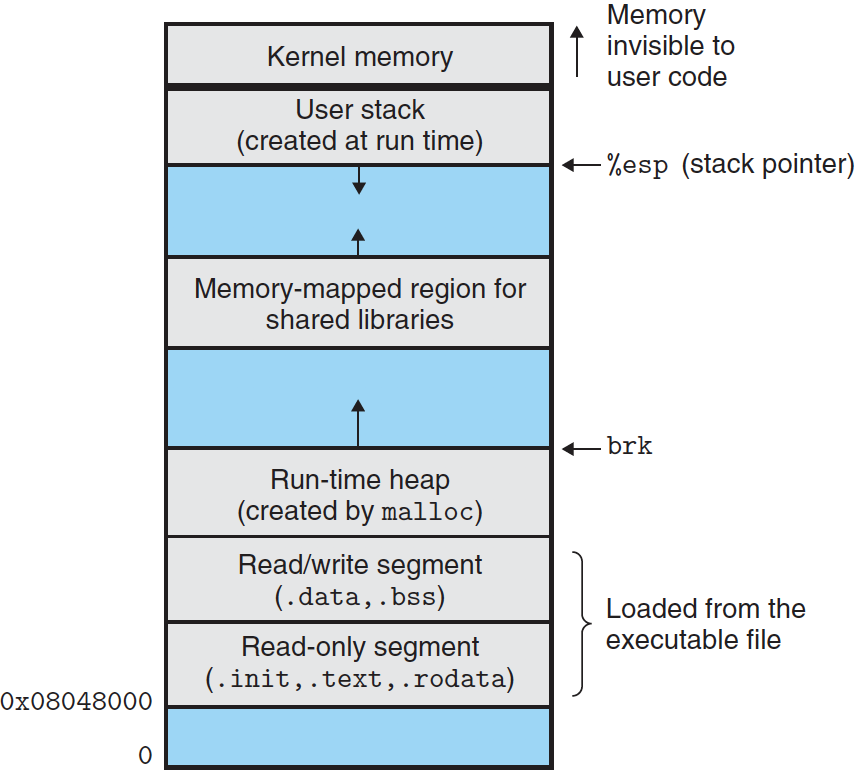 Kernel memory
Memory
invisible to
user code
User stack
(created at run time)
%esp (stack pointer)
Memory-mapped region for
shared libraries
brk
Run-time heap
(created by malloc)
Read/write segment
(.data,.bss)
Read-only segment
(.init,.text,.rodata)
Loaded from the
executable file
0x08048000
0